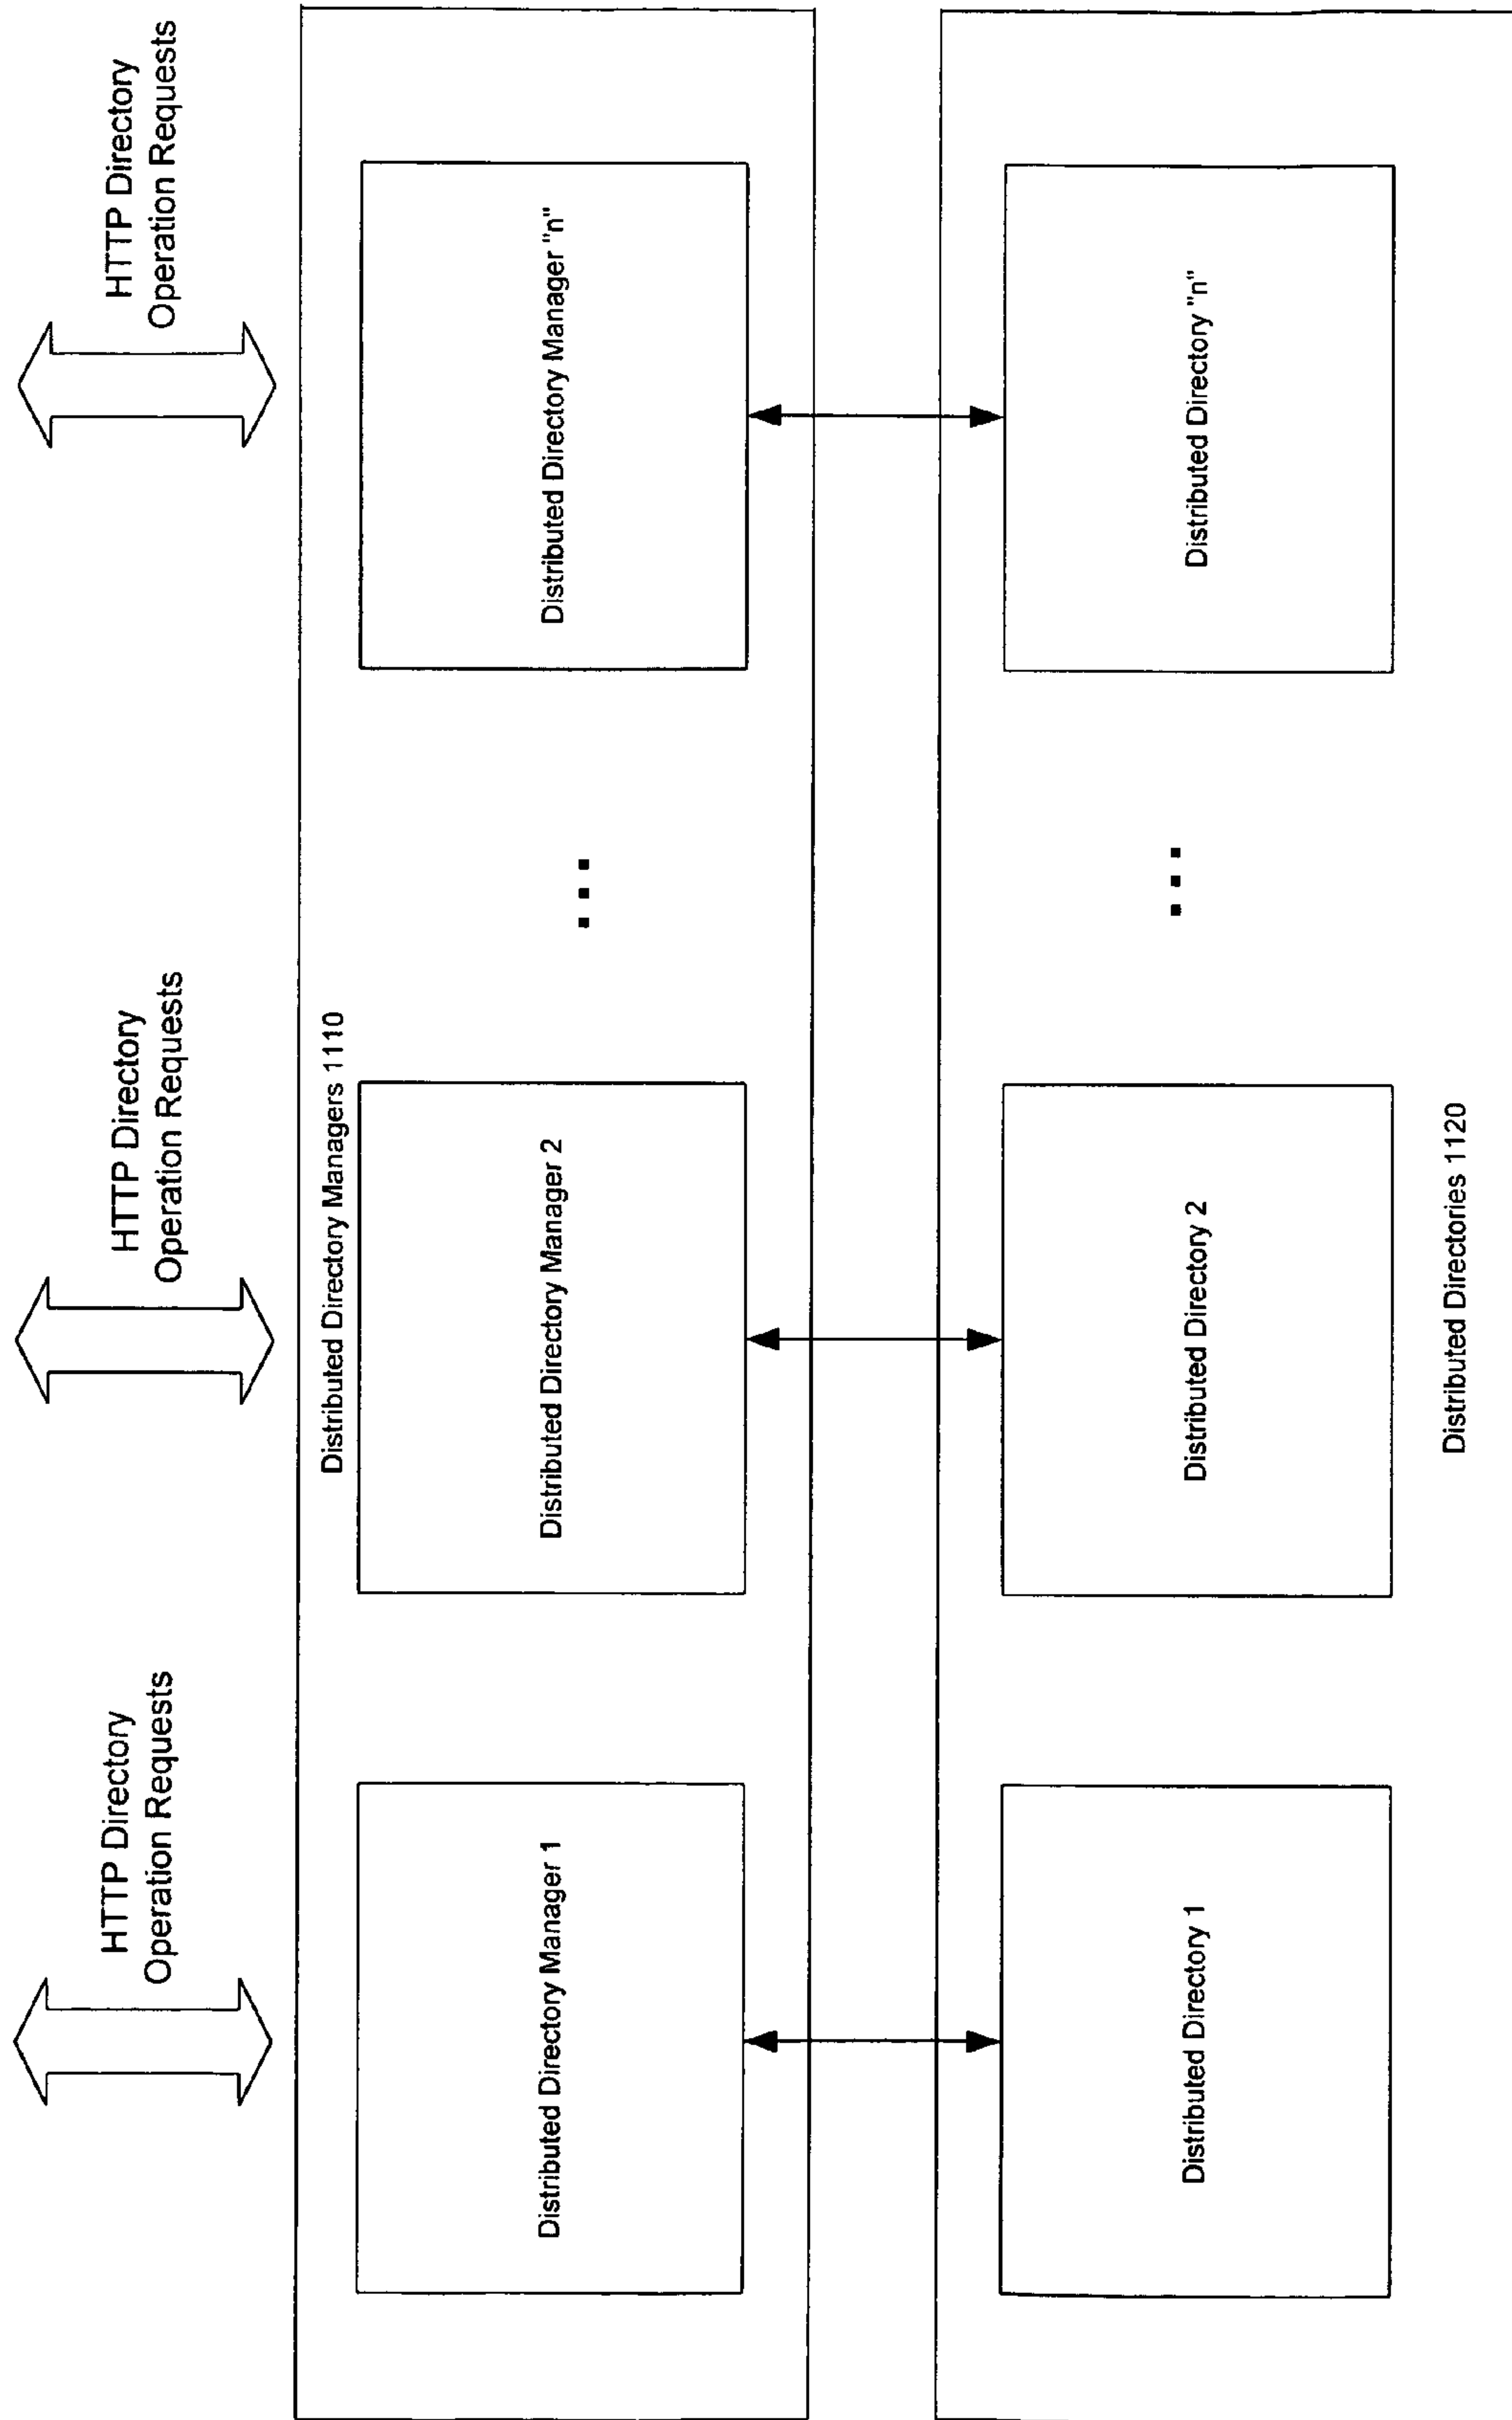 HTTP Directory
Operation Requests
HTTP Directory
Operation Requests
HTTP Directory
Operation Requests
Distributed Directory Managers 1110
Distributed Directory Manager 1
Distributed Directory Manager 2
...
Distributed Directory Manager "n"
Distributed Directory 1
Distributed Directory 2
...
Distributed Directory "n"
Distributed Directories 1120